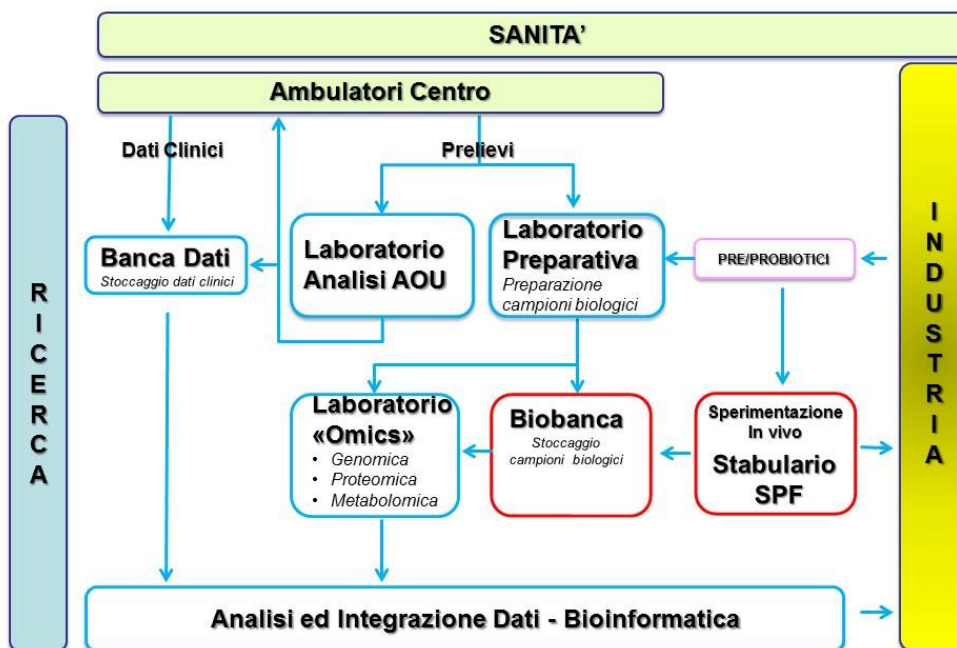 SANITA’
Ambulatori Centro
Dati Clinici
Prelievi
RICERCA
INDUSTRIA
Banca Dati
Stoccaggio dati clinici
Laboratorio
Analisi AOU
Laboratorio
Preparativa
Preparazione
campioni biologici
PRE/PROBIOTICI
Laboratorio
«Omics»
• Genomica
• Proteomica
• Metabolomica
Biobanca
Stoccaggio
campioni biologici
Sperimentazione
In vivo
Stabulario
SPF
Analisi ed Integrazione Dati - Bioinformatica